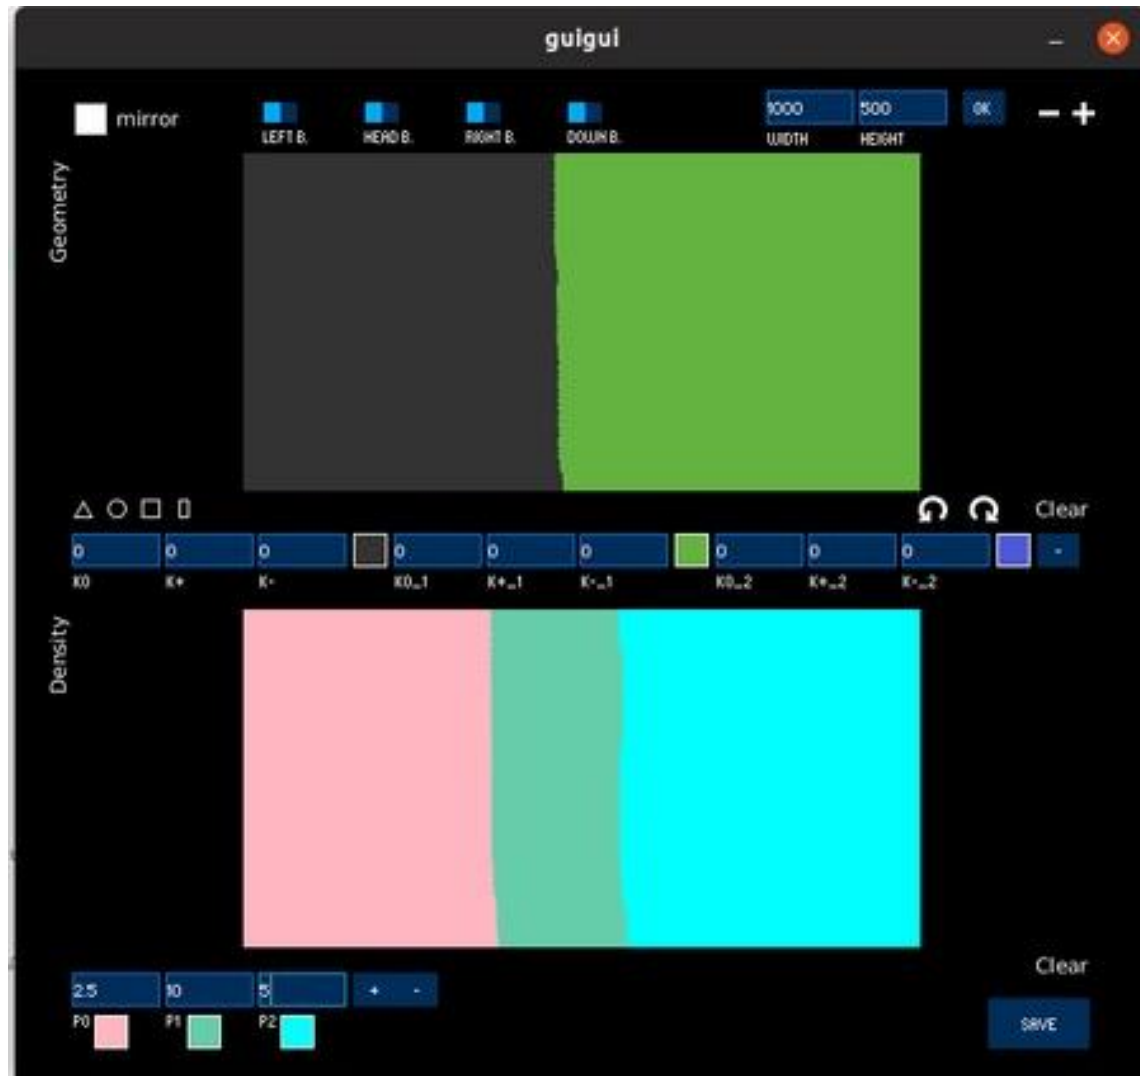 guigui
mirror
1000 500 OK − +
LEFT B. HEAD B. RIGHT B. DOWN B. WIDTH HEIGHT
Geometry
Clear
0 0 0 0 0 0 0 0 0 -
K0 K+ K- K0_1 K+_1 K-_1 K0_2 K+_2 K-_2
Density
Clear
2.5 10 5 + -
P0 P1 P2
SAVE